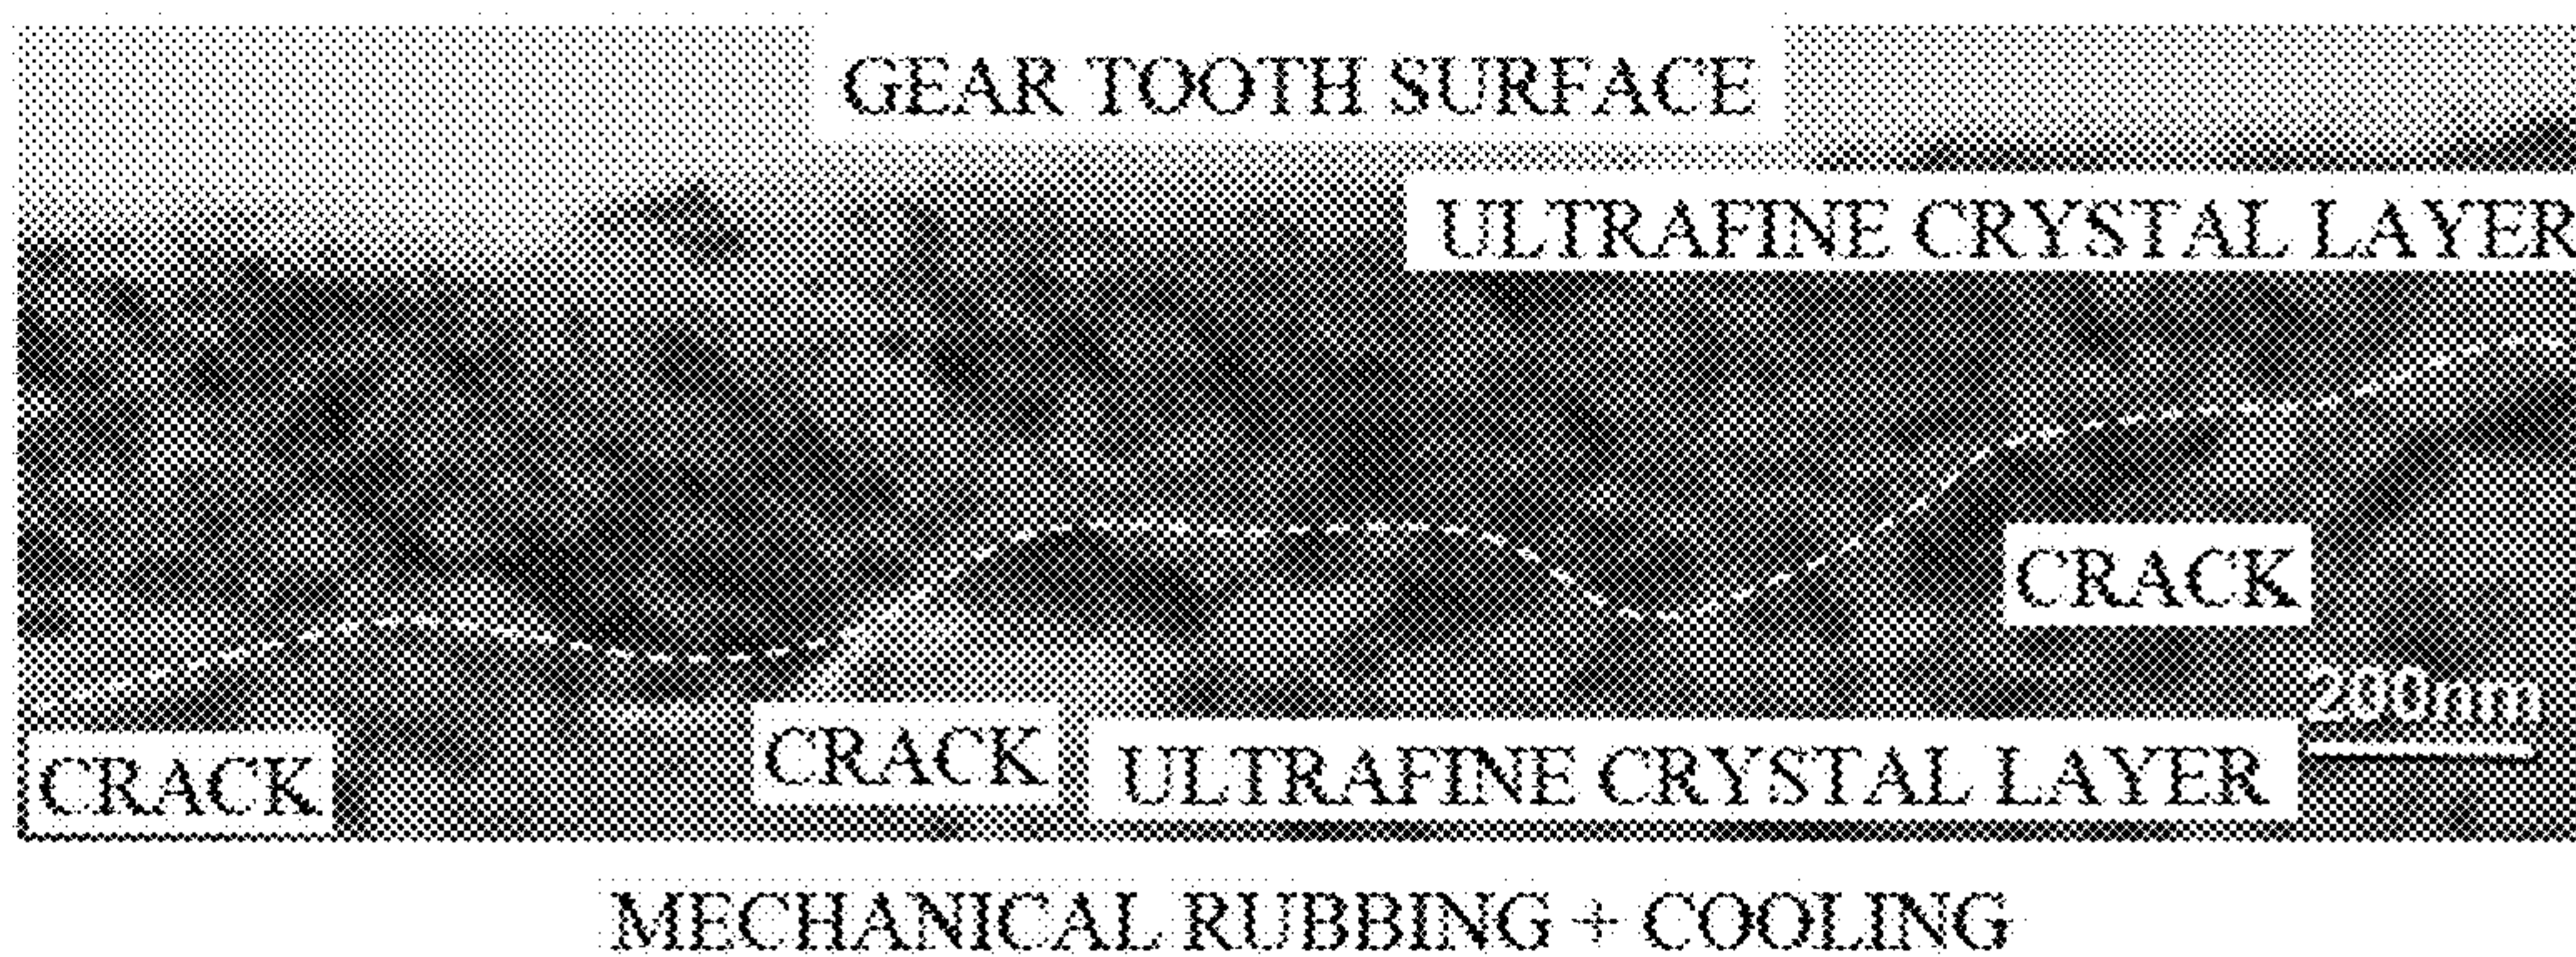 GEAR TOOTH SURFACE
ULTRAFINE CRYSTAL LAYER
CRACK
200nm
CRACK
ULTRAFINE CRYSTAL LAYER
CRACK
MECHANICAL RUBBING + COOLING